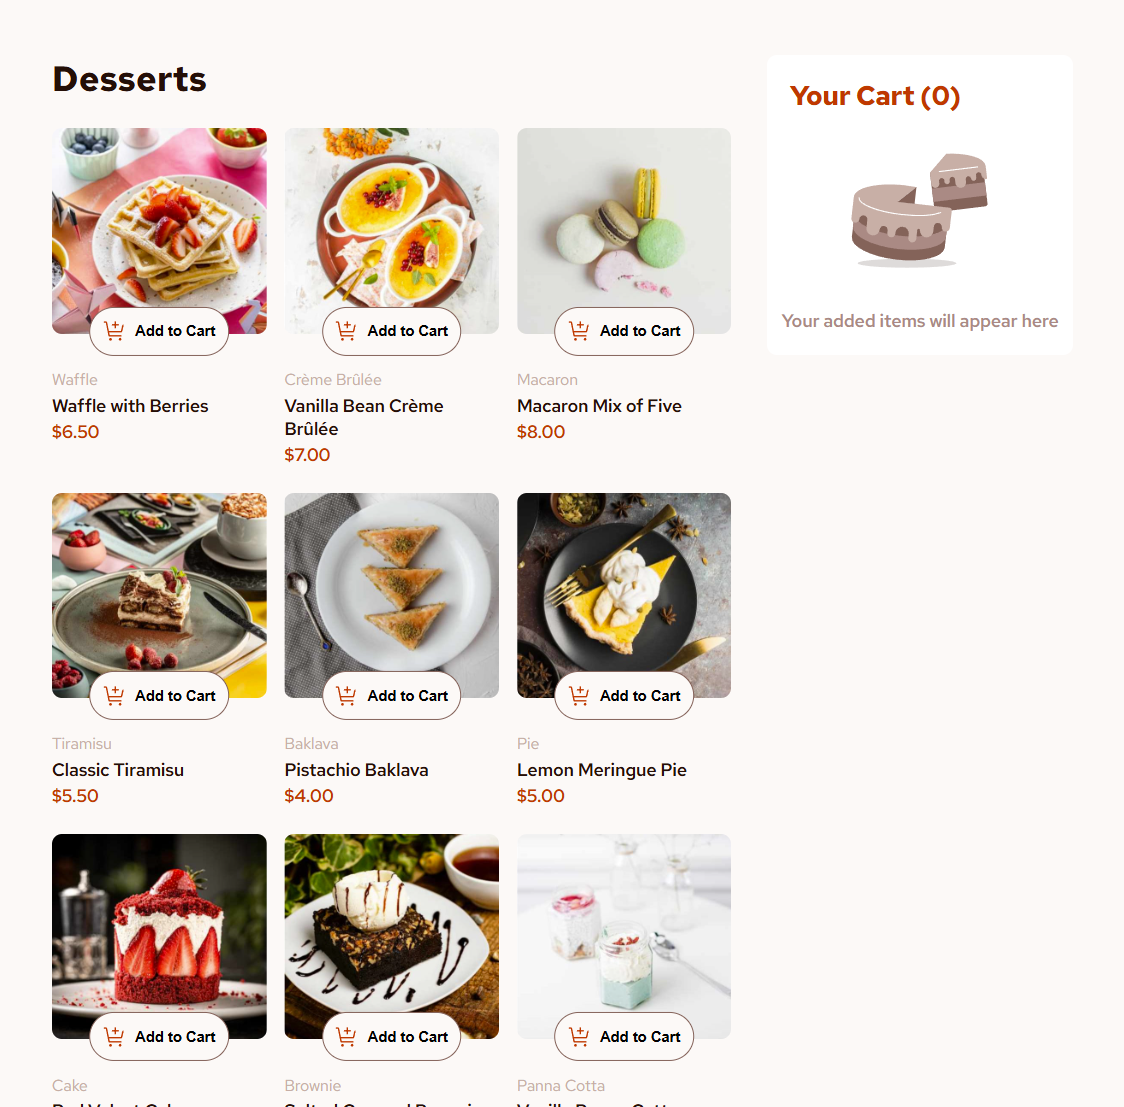 Desserts
Your Cart (0)
Your added items will appear here
Add to Cart
Add to Cart
Add to Cart
Waffle
Waffle with Berries
$6.50
Crème Brûlée
Vanilla Bean Crème
Brûlée
$7.00
Macaron
Macaron Mix of Five
$8.00
Add to Cart
Add to Cart
Add to Cart
Tiramisu
Classic Tiramisu
$5.50
Baklava
Pistachio Baklava
$4.00
Pie
Lemon Meringue Pie
$5.00
Add to Cart
Add to Cart
Add to Cart
Cake
Brownie
Panna Cotta